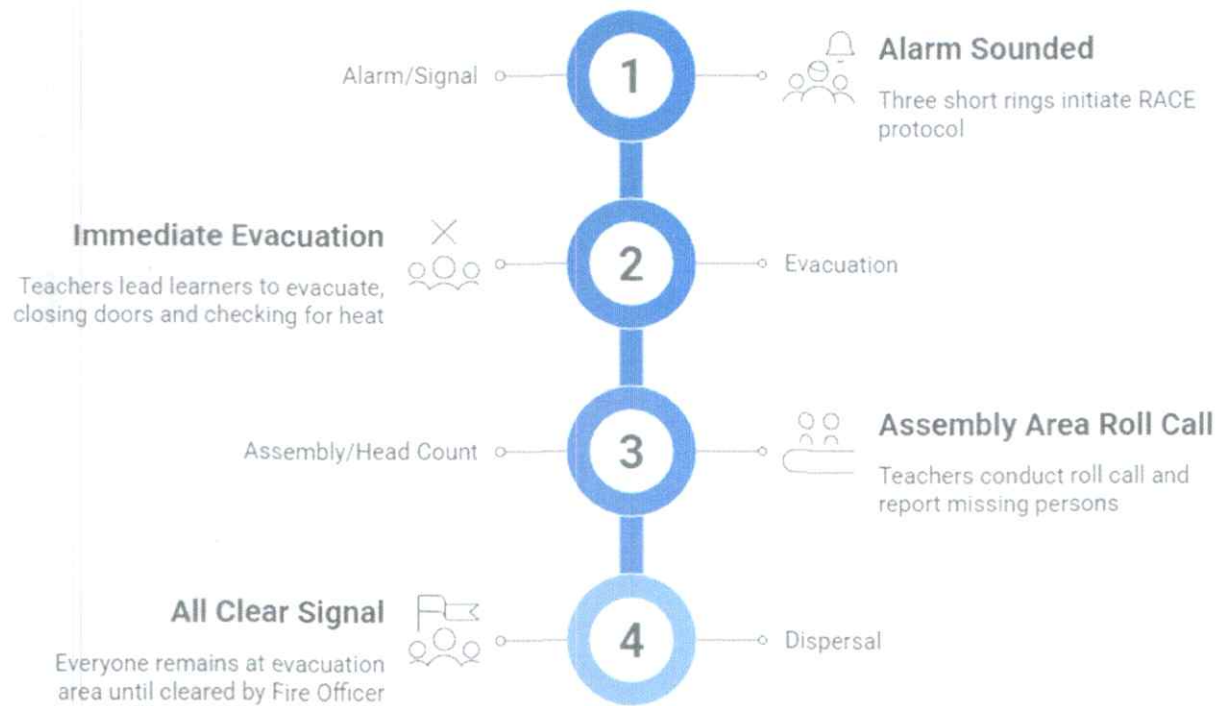 Alarm/Signal
1
Alarm Sounded
Three short rings initiate RACE
protocol
Immediate Evacuation
Teachers lead learners to evacuate,
closing doors and checking for heat
2
Evacuation
Assembly/Head Count
3
Assembly Area Roll Call
Teachers conduct roll call and
report missing persons
All Clear Signal
Everyone remains at evacuation
area until cleared by Fire Officer
4
Dispersal